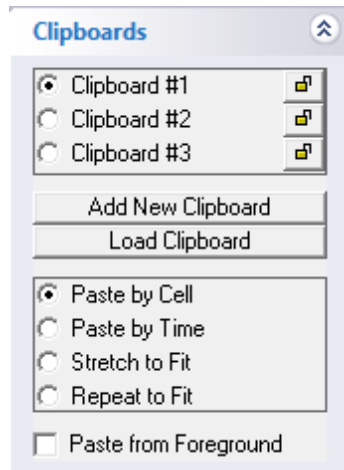 Clipboards
Clipboard #1
Clipboard #2
Clipboard #3
Add New Clipboard
Load Clipboard
Paste by Cell
Paste by Time
Stretch to Fit
Repeat to Fit
Paste from Foreground